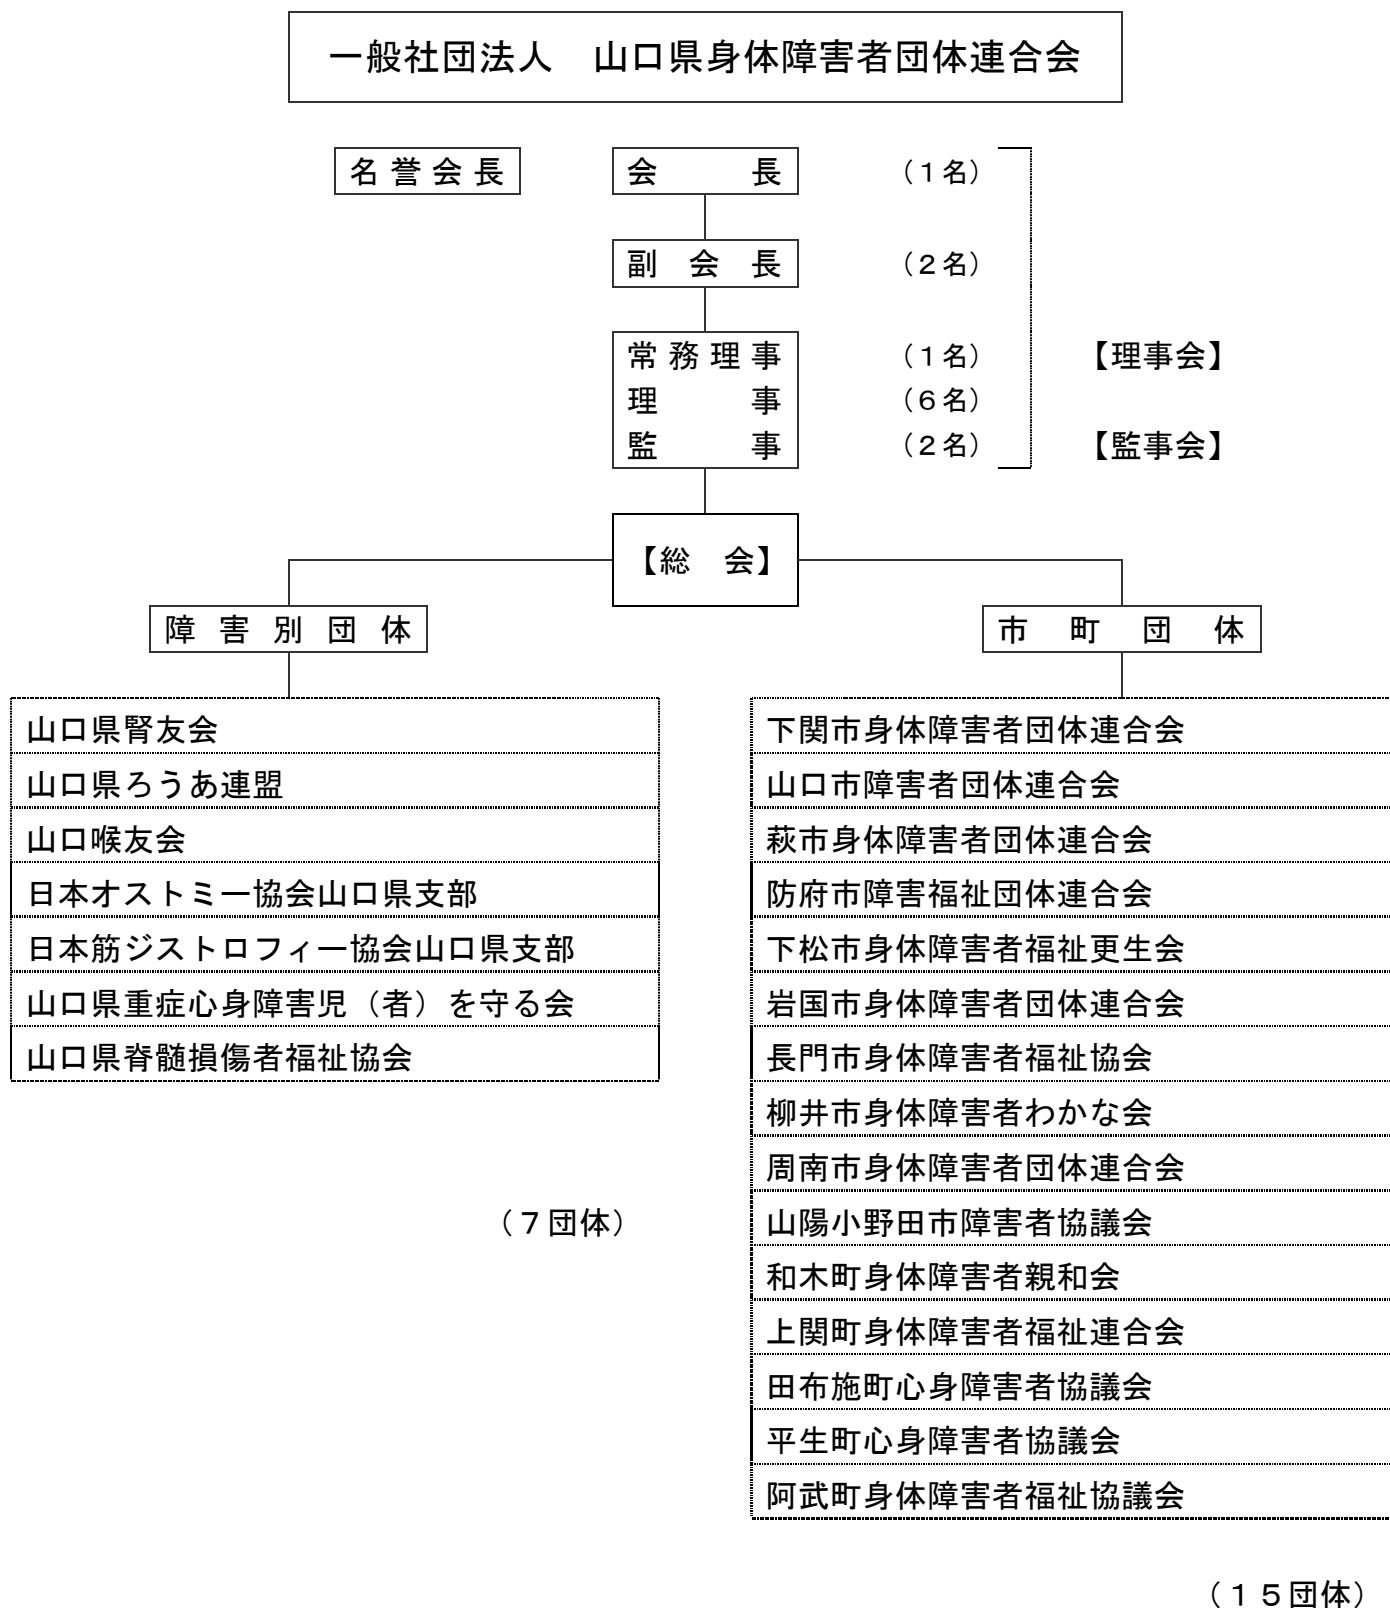 一般社団法人　山口県身体障害者団体連合会
名誉会長　会　長　（１名）
副　会　長　（２名）
常務理事　（１名）　【理事会】
理　事　（６名）
監　事　（２名）　【監事会】
【総　会】
障害別団体
山口県腎友会
山口県ろうあ連盟
山口喉友会
日本オストミー協会山口県支部
日本筋ジストロフィー協会山口県支部
山口県重症心身障害児（者）を守る会
山口県脊髄損傷者福祉協会
（７団体）
市町団体
下関市身体障害者団体連合会
山口市障害者団体連合会
萩市身体障害者団体連合会
防府市障害福祉団体連合会
下松市身体障害者福祉更生会
岩国市身体障害者団体連合会
長門市身体障害者福祉協会
柳井市身体障害者わかな会
周南市身体障害者団体連合会
山陽小野田市障害者協議会
和木町身体障害者親和会
上関町身体障害者福祉連合会
田布施町心身障害者協議会
平生町心身障害者協議会
阿武町身体障害者福祉協議会
（１５団体）